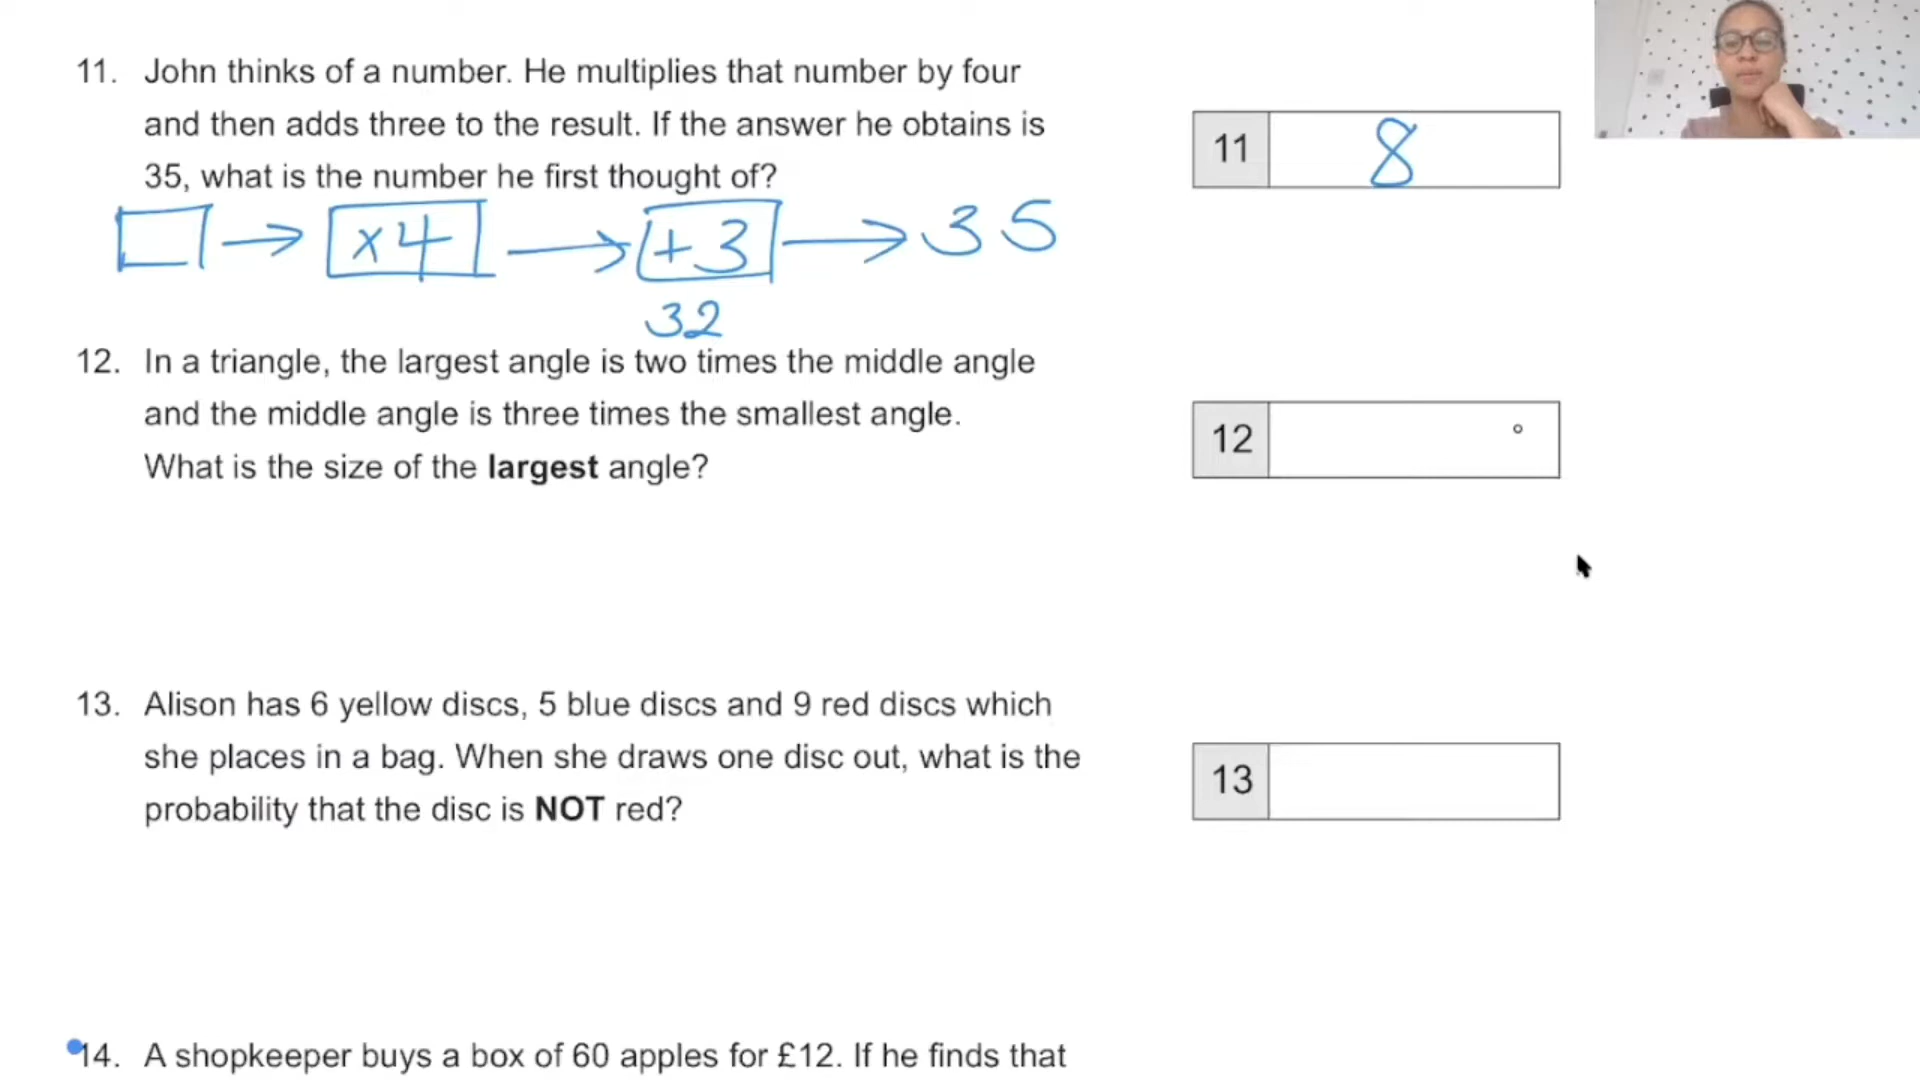 11. John thinks of a number. He multiplies that number by four
and then adds three to the result. If the answer he obtains is
35, what is the number he first thought of?
11 8
x4 +3 35
32
12. In a triangle, the largest angle is two times the middle angle
and the middle angle is three times the smallest angle.
What is the size of the largest angle?
12 °
13. Alison has 6 yellow discs, 5 blue discs and 9 red discs which
she places in a bag. When she draws one disc out, what is the
probability that the disc is NOT red?
13
14. A shopkeeper buys a box of 60 apples for £12. If he finds that